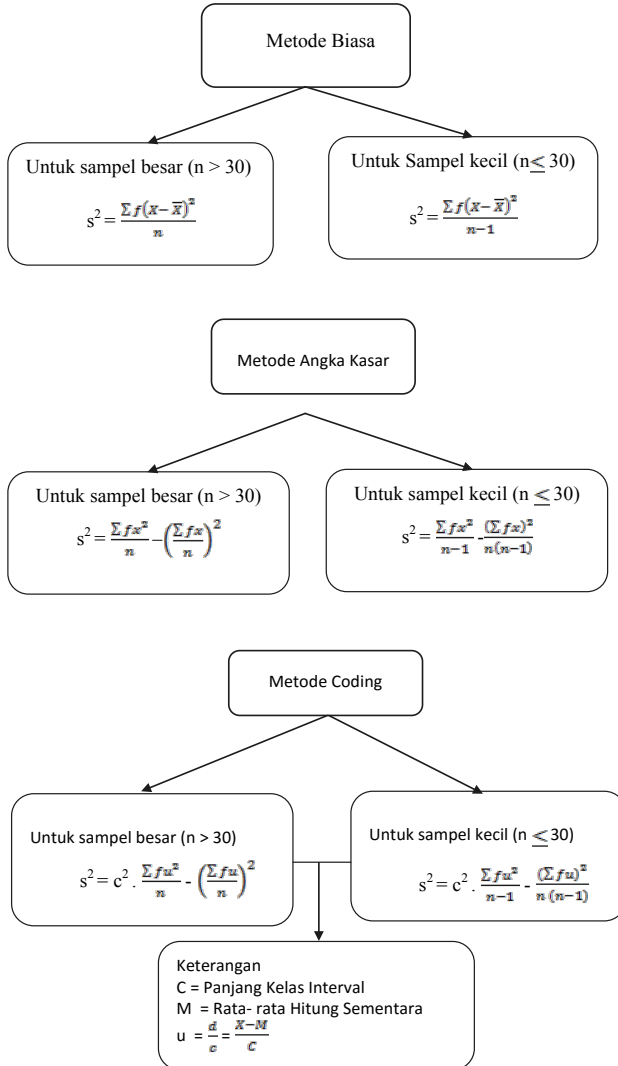 Metode Biasa
Untuk sampel besar (n > 30)
s² = Σf(X− X̅)² / n
Untuk Sampel kecil (n ≤ 30)
s² = Σf(X− X̅)² / n−1
Metode Angka Kasar
Untuk sampel besar (n > 30)
s² = Σfx² / n – (Σfx / n)²
Untuk sampel kecil (n ≤ 30)
s² = Σfx² / n−1 - (Σfx)² / n(n−1)
Metode Coding
Untuk sampel besar (n > 30)
s² = c² . Σfu² / n - (Σfu / n)²
Untuk sampel kecil (n ≤ 30)
s² = c² . Σfu² / n−1 - (Σfu)² / n(n−1)
Keterangan
C = Panjang Kelas Interval
M = Rata- rata Hitung Sementara
u = d / c = X−M / C